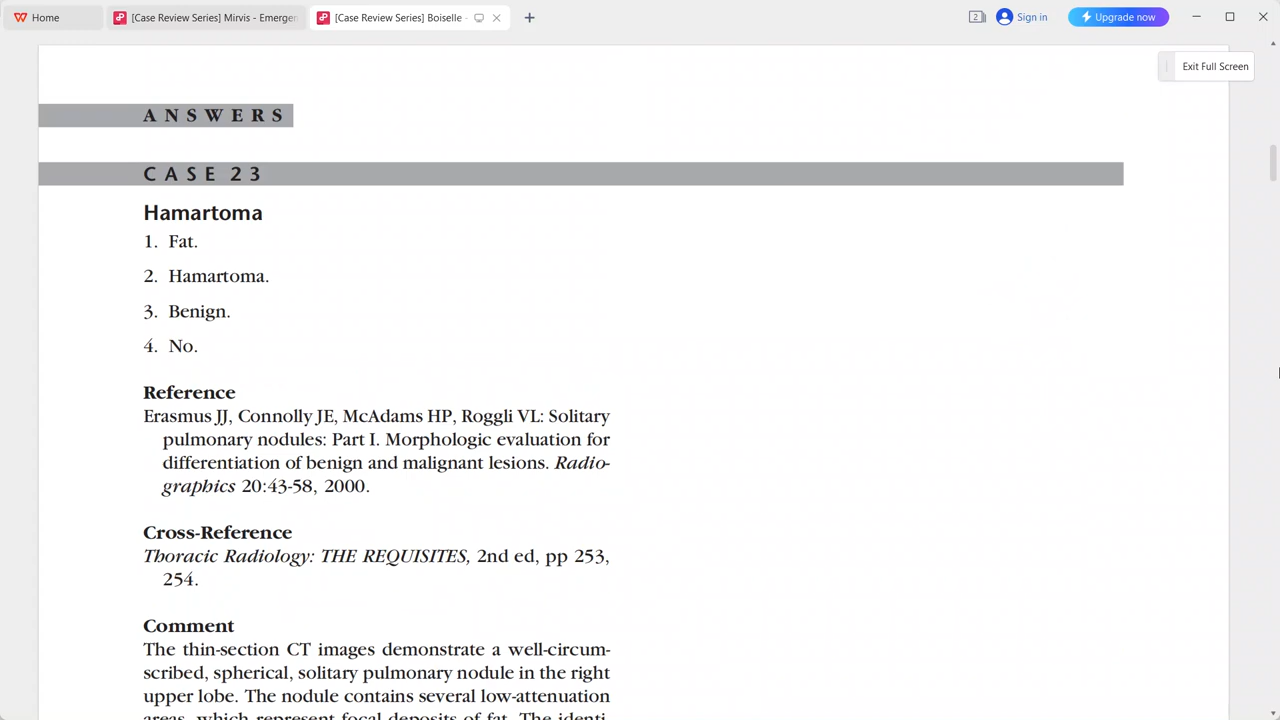 Home
[Case Review Series] Mirvis - Emergen
[Case Review Series] Boiselle -
2
Sign in
Upgrade now
Exit Full Screen
ANSWERS
CASE 23
Hamartoma
1. Fat.
2. Hamartoma.
3. Benign.
4. No.
Reference
Erasmus JJ, Connolly JE, McAdams HP, Roggli VL: Solitary
pulmonary nodules: Part I. Morphologic evaluation for
differentiation of benign and malignant lesions. Radio-
graphics 20:43-58, 2000.
Cross-Reference
Thoracic Radiology: THE REQUISITES, 2nd ed, pp 253,
254.
Comment
The thin-section CT images demonstrate a well-circum-
scribed, spherical, solitary pulmonary nodule in the right
upper lobe. The nodule contains several low-attenuation
areas, which represent focal deposits of fat. The identi-